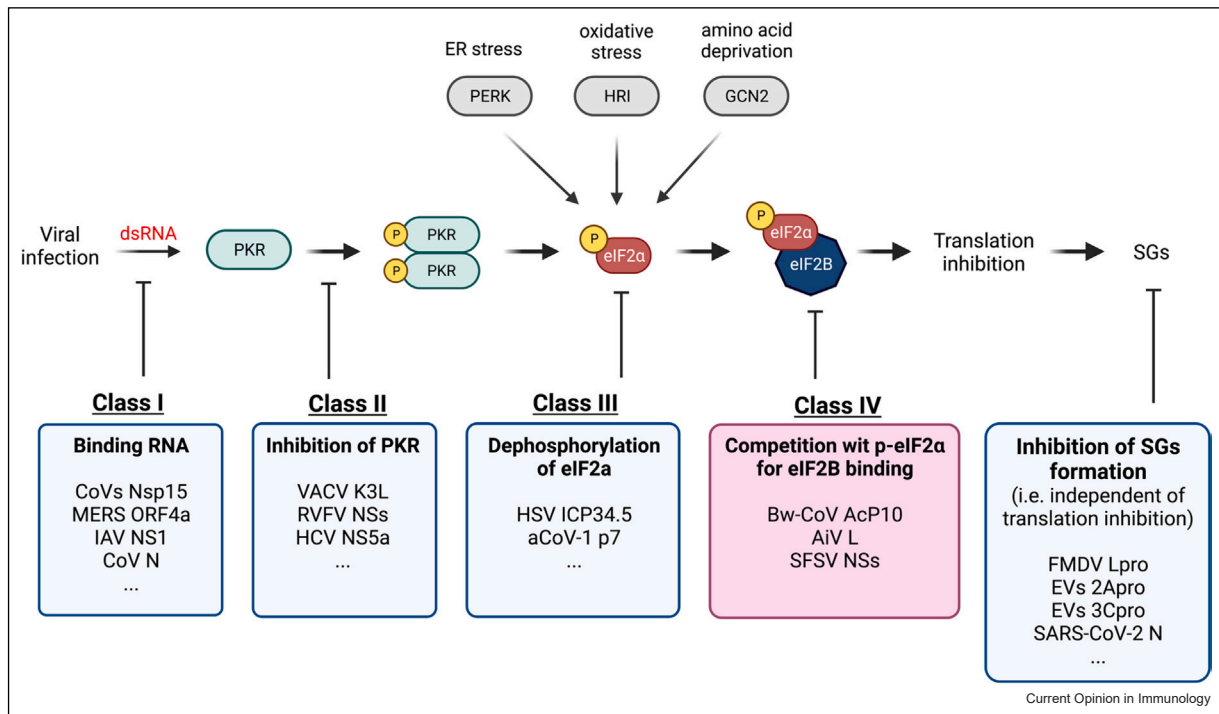 ER stress
oxidative
stress
amino acid
deprivation
PERK
HRI
GCN2
Viral
infection
dsRNA
PKR
P
PKR
P
PKR
P
eIF2α
P
eIF2α
eIF2B
Translation
inhibition
SGs
Class I
Binding RNA
CoVs Nsp15
MERS ORF4a
IAV NS1
CoV N
...
Class II
Inhibition of PKR
VACV K3L
RVFV NSs
HCV NS5a
...
Class III
Dephosphorylation
of eIF2a
HSV ICP34.5
aCoV-1 p7
...
Class IV
Competition wit p-eIF2α
for eIF2B binding
Bw-CoV AcP10
AiV L
SFSV NSs
Inhibition of SGs
formation
(i.e. independent of
translation inhibition)
FMDV Lpro
EVs 2Apro
EVs 3Cpro
SARS-CoV-2 N
...
Current Opinion in Immunology